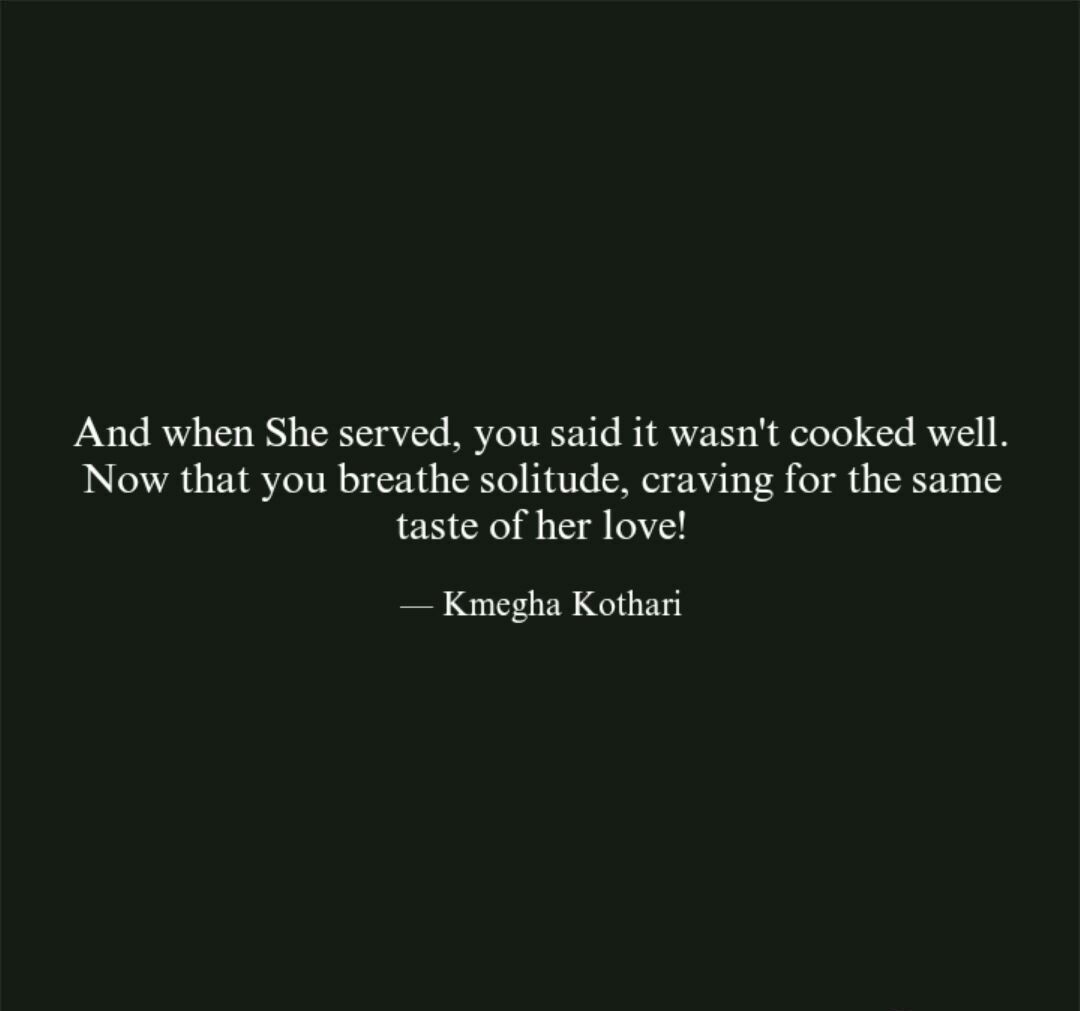 And when She served, you said it wasn't cooked well.
Now that you breathe solitude, craving for the same
taste of her love!
— Kmegha Kothari